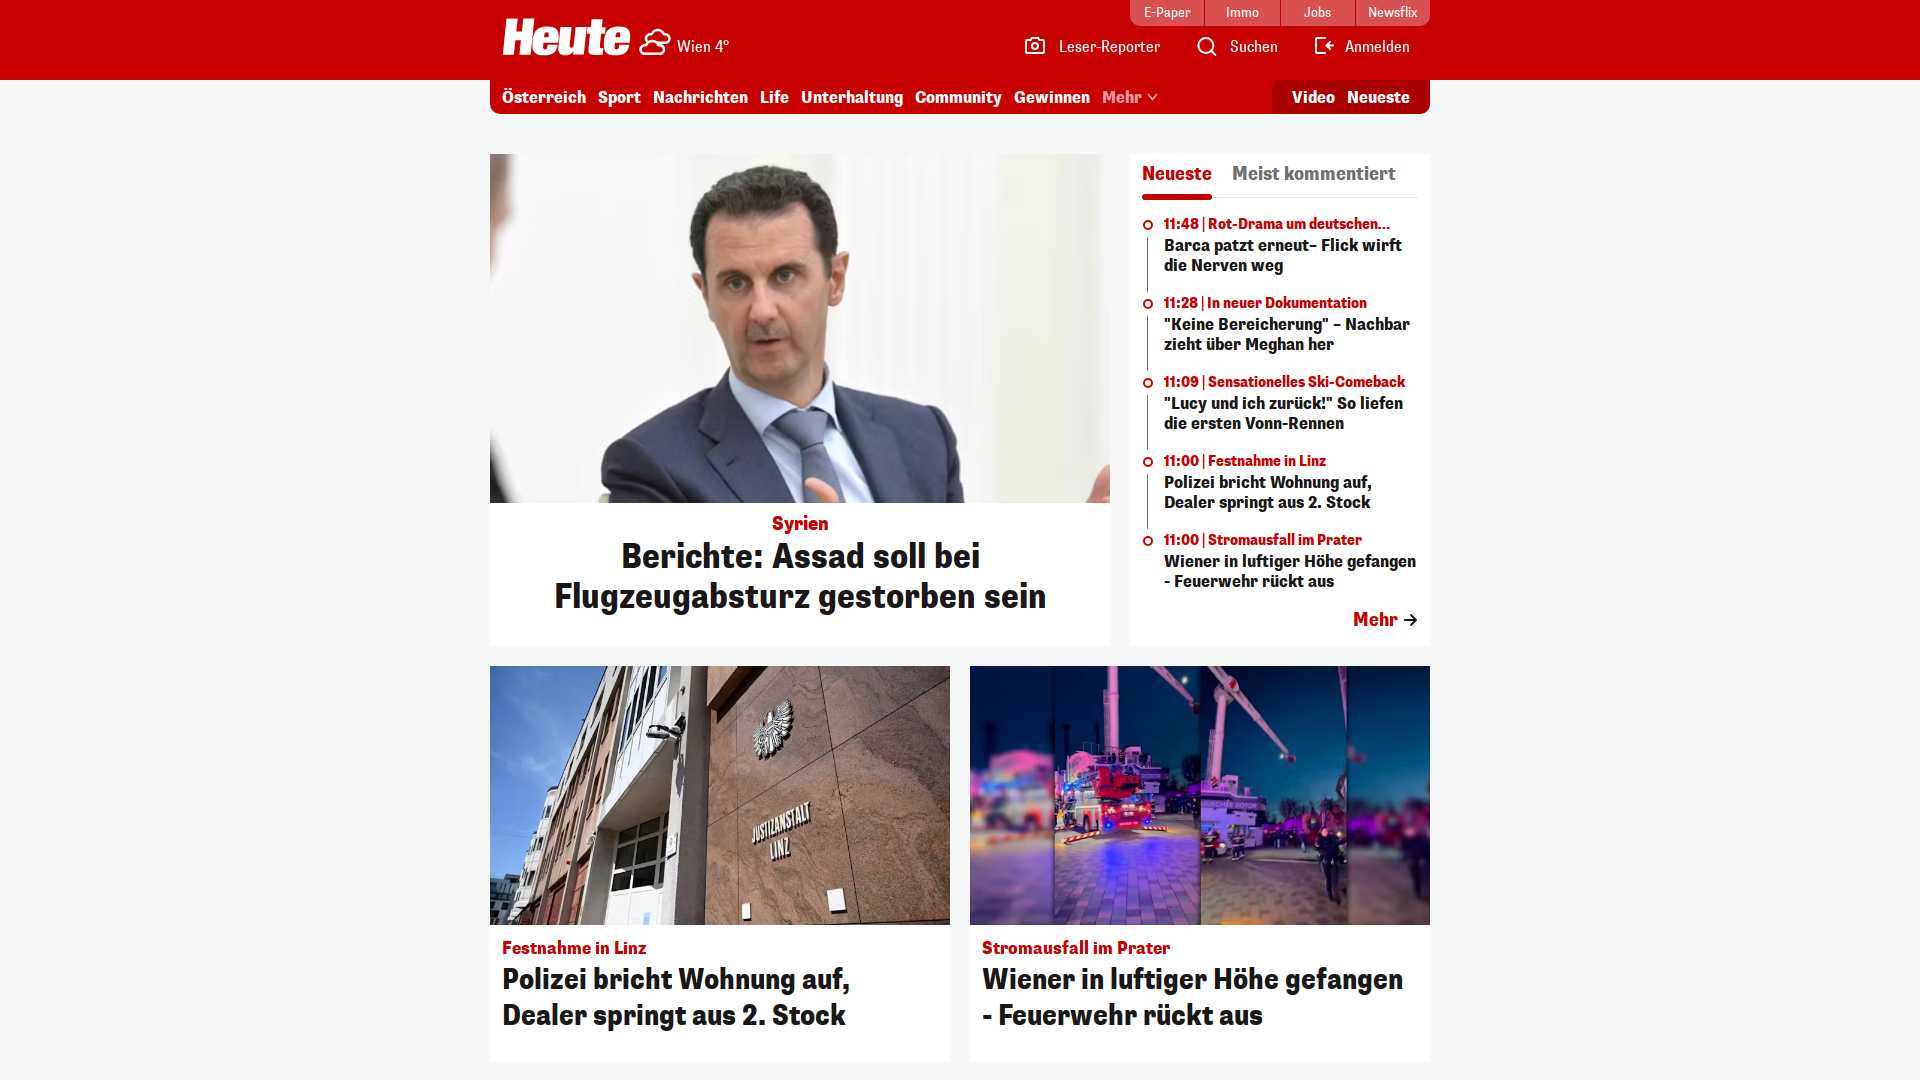 E-Paper
Immo
Jobs
Newsflix
Heute
Wien 4°
Leser-Reporter
Suchen
Anmelden
Österreich
Sport
Nachrichten
Life
Unterhaltung
Community
Gewinnen
Mehr
Video
Neueste
Syrien
Berichte: Assad soll bei
Flugzeugabsturz gestorben sein
Neueste
Meist kommentiert
11:48 | Rot-Drama um deutschen...
Barca patzt erneut– Flick wirft
die Nerven weg
11:28 | In neuer Dokumentation
"Keine Bereicherung" – Nachbar
zieht über Meghan her
11:09 | Sensationelles Ski-Comeback
"Lucy und ich zurück!" So liefen
die ersten Vonn-Rennen
11:00 | Festnahme in Linz
Polizei bricht Wohnung auf,
Dealer springt aus 2. Stock
11:00 | Stromausfall im Prater
Wiener in luftiger Höhe gefangen
- Feuerwehr rückt aus
Mehr
JUSTIZANSTALT
LINZ
Festnahme in Linz
Polizei bricht Wohnung auf,
Dealer springt aus 2. Stock
Stromausfall im Prater
Wiener in luftiger Höhe gefangen
- Feuerwehr rückt aus